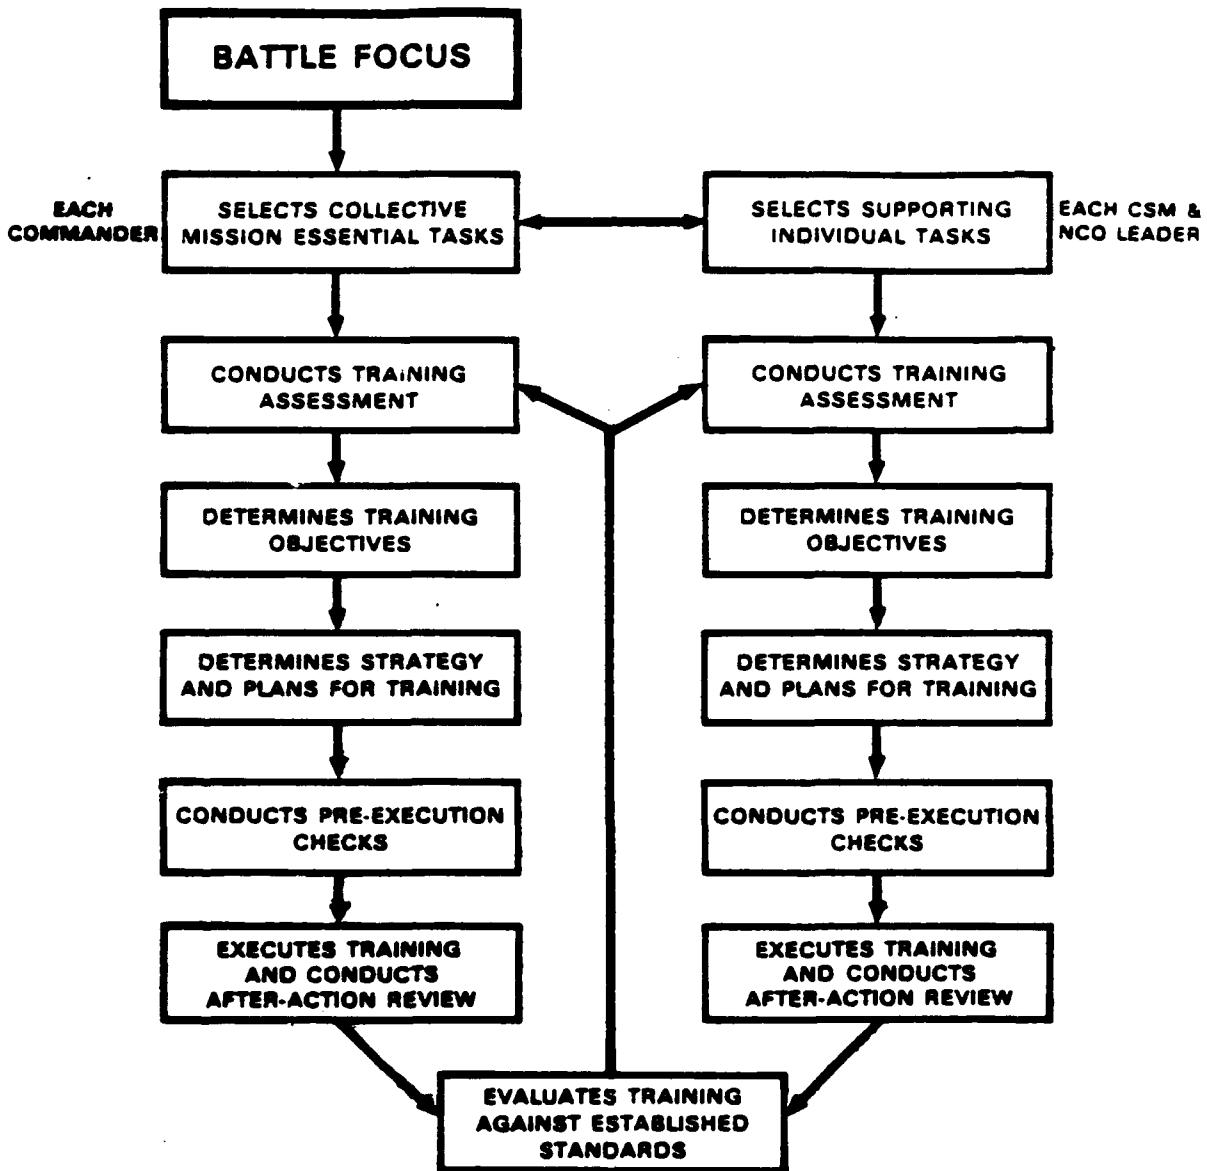 BATTLE FOCUS
EACH
COMMANDER
SELECTS COLLECTIVE
MISSION ESSENTIAL TASKS
SELECTS SUPPORTING
INDIVIDUAL TASKS
EACH CSM &
NCO LEADER
CONDUCTS TRAINING
ASSESSMENT
CONDUCTS TRAINING
ASSESSMENT
DETERMINES TRAINING
OBJECTIVES
DETERMINES TRAINING
OBJECTIVES
DETERMINES STRATEGY
AND PLANS FOR TRAINING
DETERMINES STRATEGY
AND PLANS FOR TRAINING
CONDUCTS PRE-EXECUTION
CHECKS
CONDUCTS PRE-EXECUTION
CHECKS
EXECUTES TRAINING
AND CONDUCTS
AFTER-ACTION REVIEW
EXECUTES TRAINING
AND CONDUCTS
AFTER-ACTION REVIEW
EVALUATES TRAINING
AGAINST ESTABLISHED
STANDARDS